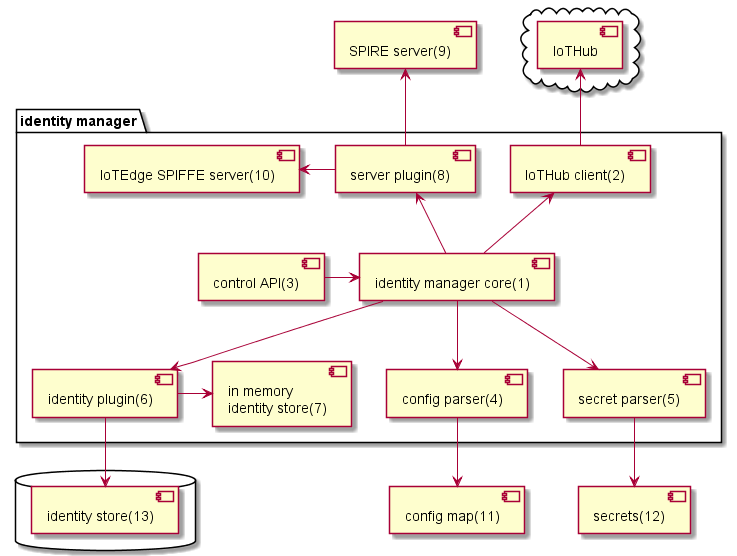 SPIRE server(9)
IoTHub
identity manager
IoTEdge SPIFFE server(10)
server plugin(8)
IoTHub client(2)
control API(3)
identity manager core(1)
identity plugin(6)
in memory
identity store(7)
config parser(4)
secret parser(5)
identity store(13)
config map(11)
secrets(12)